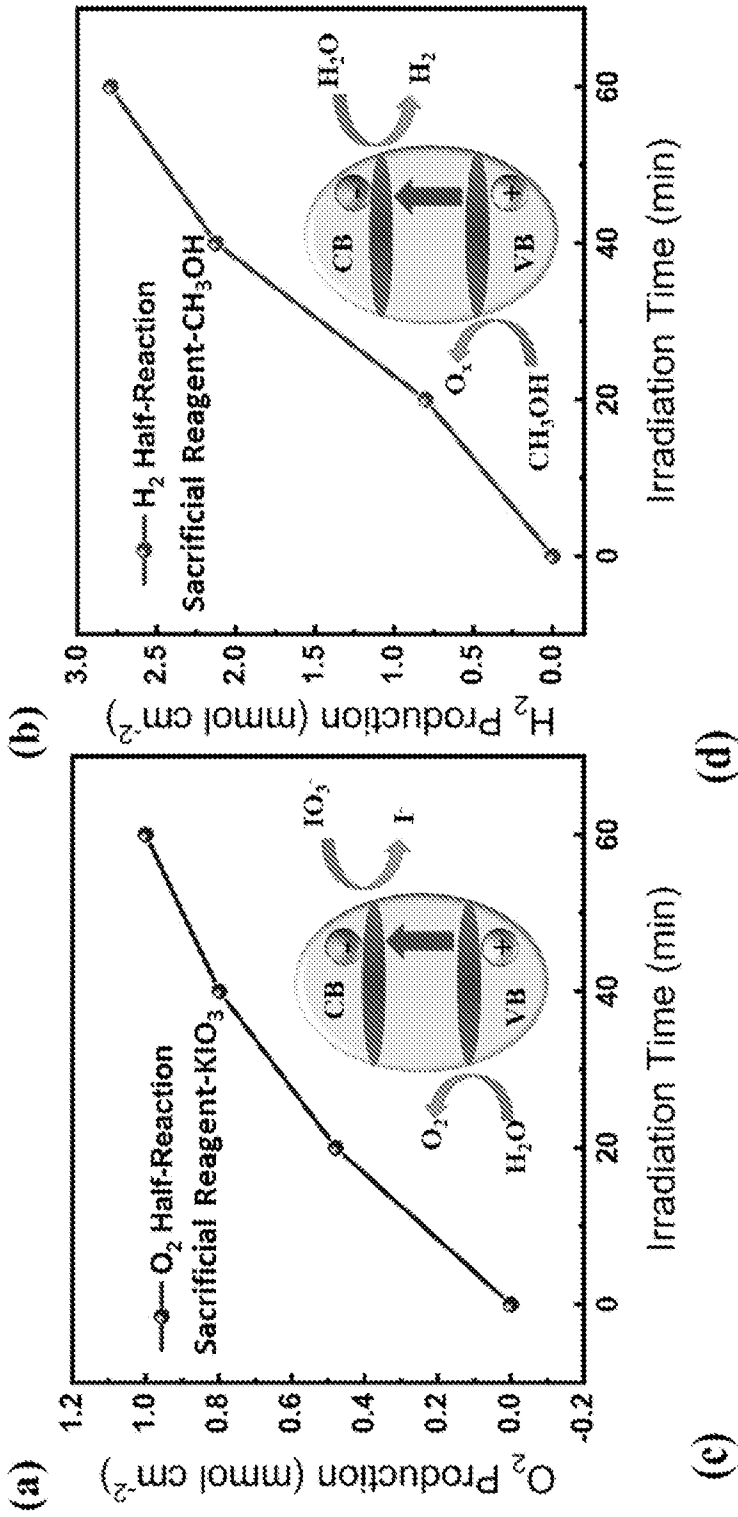 (a)
O₂ Production (mmol cm⁻²)
1.2
1.0
0.8
0.6
0.4
0.2
0.0
-0.2
O₂ Half-Reaction
Sacrificial Reagent-KIO₃
CB
-
VB
+
IO₃⁻
I⁻
O₂
H₂O
0
20
40
60
Irradiation Time (min)
(b)
H₂ Production (mmol cm⁻²)
3.0
2.5
2.0
1.5
1.0
0.5
0.0
H₂ Half-Reaction
Sacrificial Reagent-CH₃OH
CB
-
VB
+
H₂O
H₂
Oₓ
CH₃OH
0
20
40
60
Irradiation Time (min)
(c)
(d)